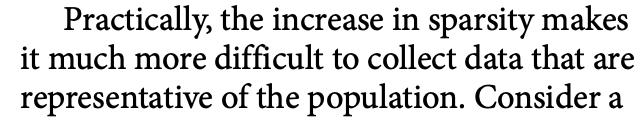 Practically, the increase in sparsity makes
it much more difficult to collect data that are
representative of the population. Consider a